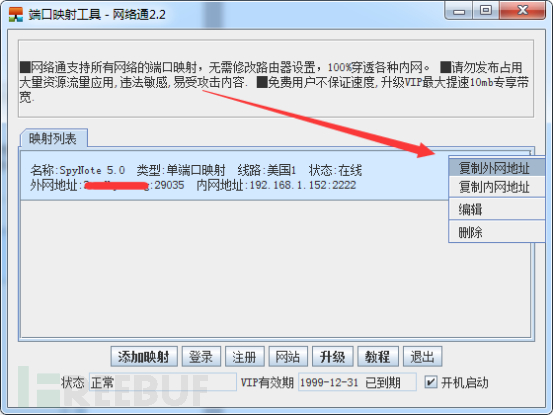 端口映射工具 - 网络通2.2
■网络通支持所有网络的端口映射，无需修改路由器设置，100%穿透各种内网。 ■请勿发布占用
大量资源流量应用,违法敏感,易受攻击内容. ■免费用户不保证速度,升级VIP最大提速10mb专享带
宽.
映射列表
名称:SpyNote 5.0 类型:单端口映射 线路:美国1 状态:在线
外网地址: :29035 内网地址:192.168.1.152:2222
复制外网地址
复制内网地址
编辑
删除
添加映射 登录 注册 网站 升级 教程 退出
状态 正常 VIP有效期 1999-12-31 已到期 开机启动
REEBUF